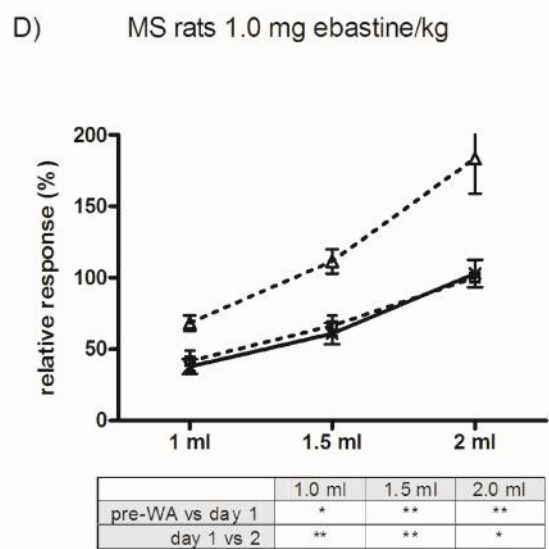 D) MS rats 1.0 mg ebastine/kg
200
150
100
50
0
relative response (%)
1 ml 1.5 ml 2 ml
1.0 ml 1.5 ml 2.0 ml
pre-WA vs day 1 * ** **
day 1 vs 2 ** ** *